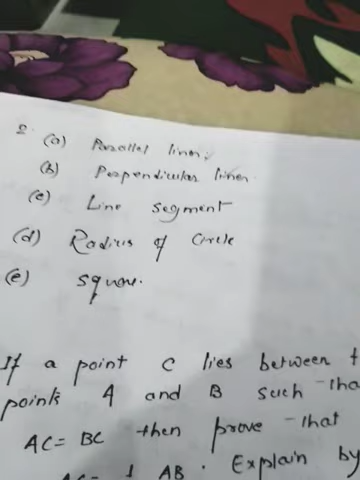 2. (a) Parallel lines;
(b) Perpendicular lines.
(c) Line segment
(d) Radius of Circle
(e) square.
If a point C lies between
points A and B such
AC = BC then prove that
AB. Explain by